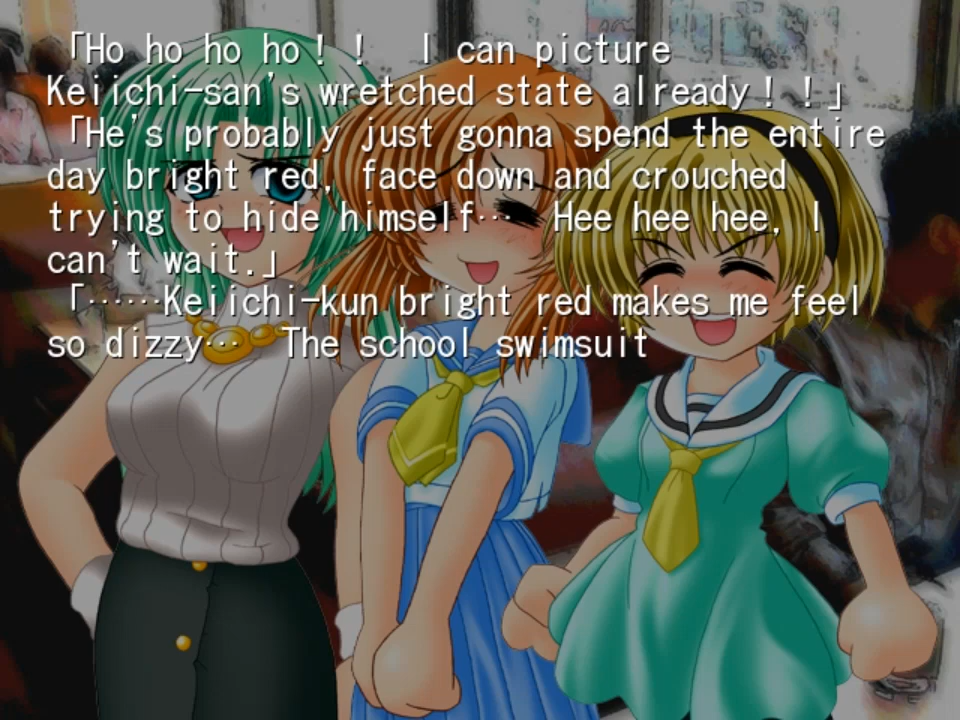 「Ho ho ho ho！！　I can picture
Keiichi-san's wretched state already！！」
「He's probably just gonna spend the entire
day bright red, face down and crouched
trying to hide himself…　Hee hee hee, I
can't wait.」
「……Keiichi-kun bright red makes me feel
so dizzy…　The school swimsuit